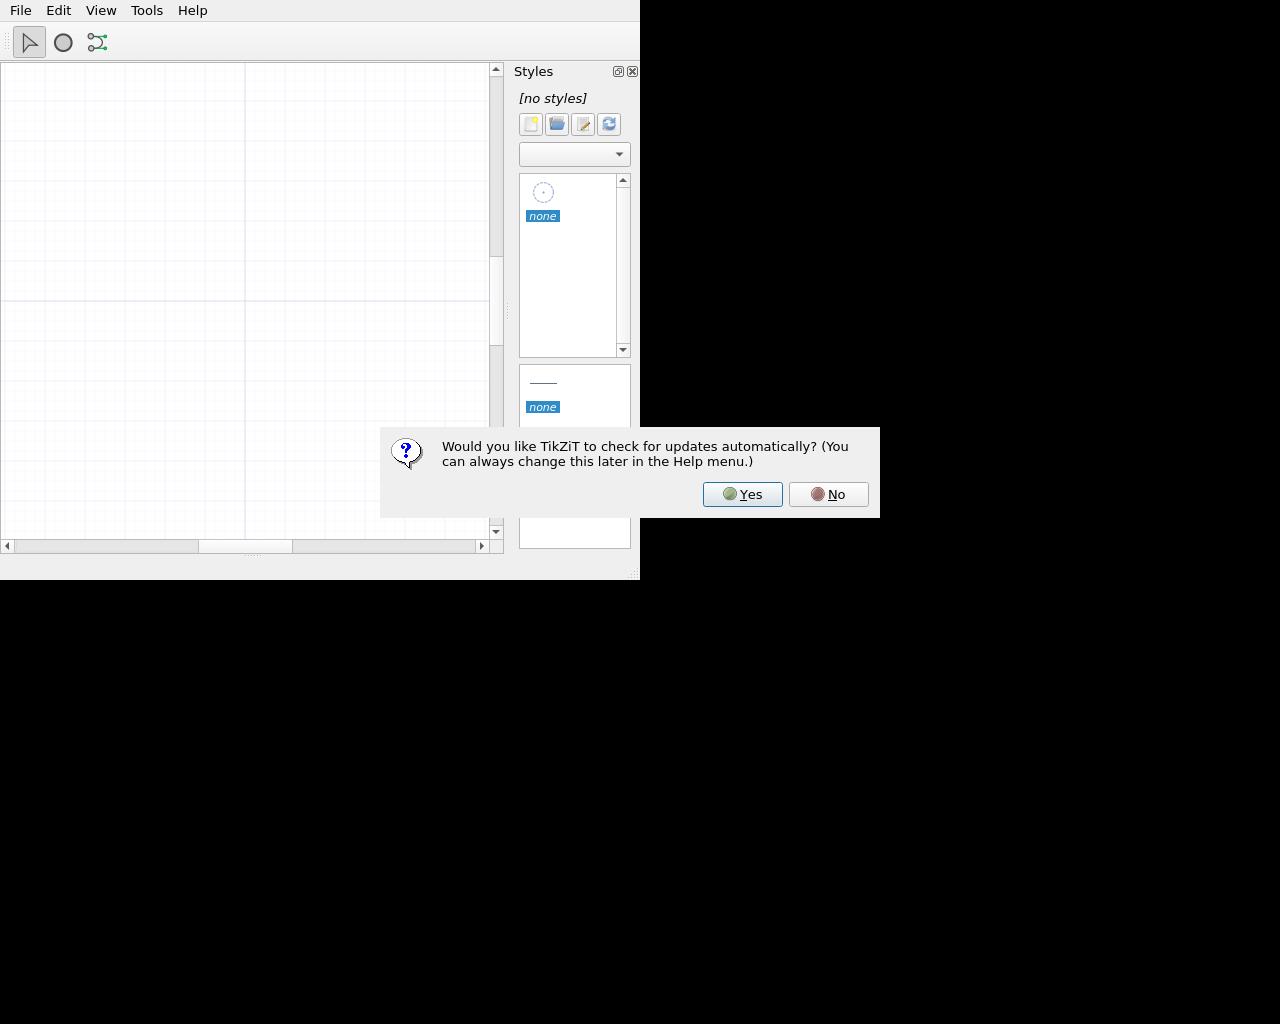 File Edit View Tools Help
Styles
[no styles]
none
none
Would you like TikZiT to check for updates automatically? (You
can always change this later in the Help menu.)
Yes No